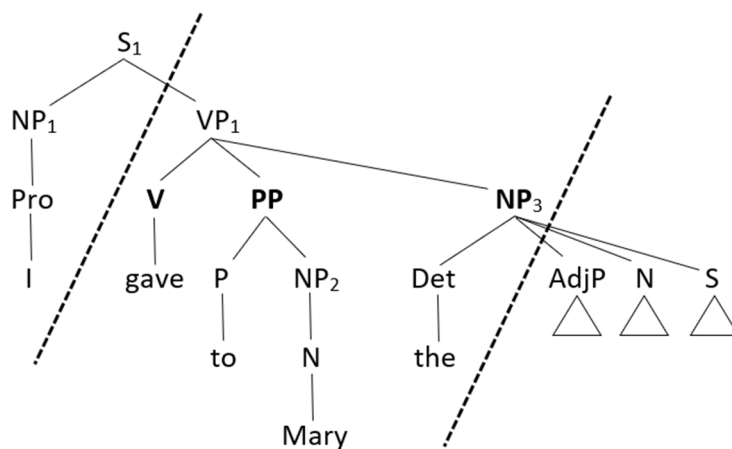 S₁
NP₁ VP₁
Pro V PP NP₃
I gave P NP₂ Det AdjP N S
to N the
Mary